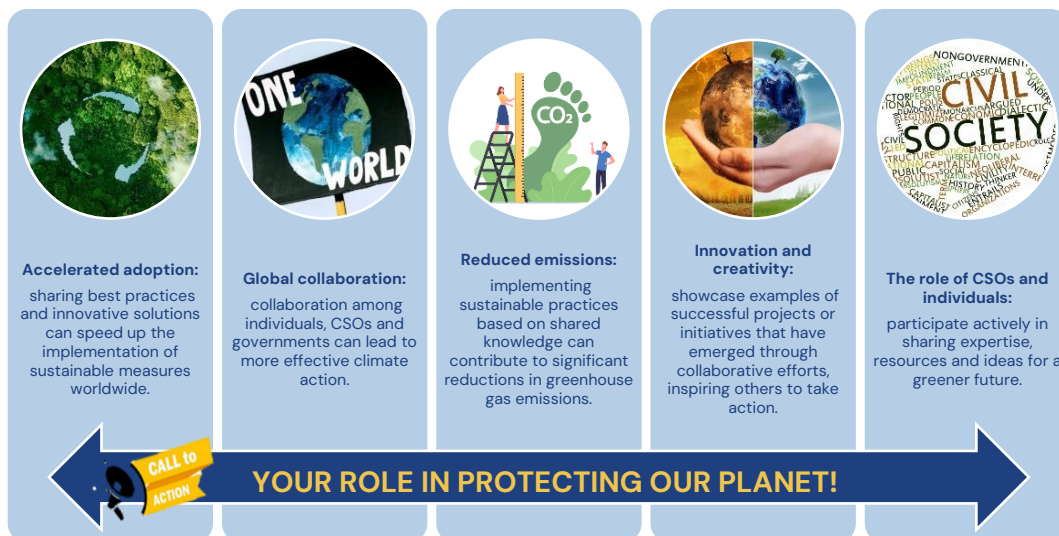 ONE
WORLD
CO₂
CIVIL
SOCIETY
Accelerated adoption:
sharing best practices
and innovative solutions
can speed up the
implementation of
sustainable measures
worldwide.
Global collaboration:
collaboration among
individuals, CSOs and
governments can lead to
more effective climate
action.
Reduced emissions:
implementing
sustainable practices
based on shared
knowledge can
contribute to significant
reductions in greenhouse
gas emissions.
Innovation and
creativity:
showcase examples of
successful projects or
initiatives that have
emerged through
collaborative efforts,
inspiring others to take
action.
The role of CSOs and
individuals:
participate actively in
sharing expertise,
resources and ideas for a
greener future.
CALL to
ACTION
YOUR ROLE IN PROTECTING OUR PLANET!